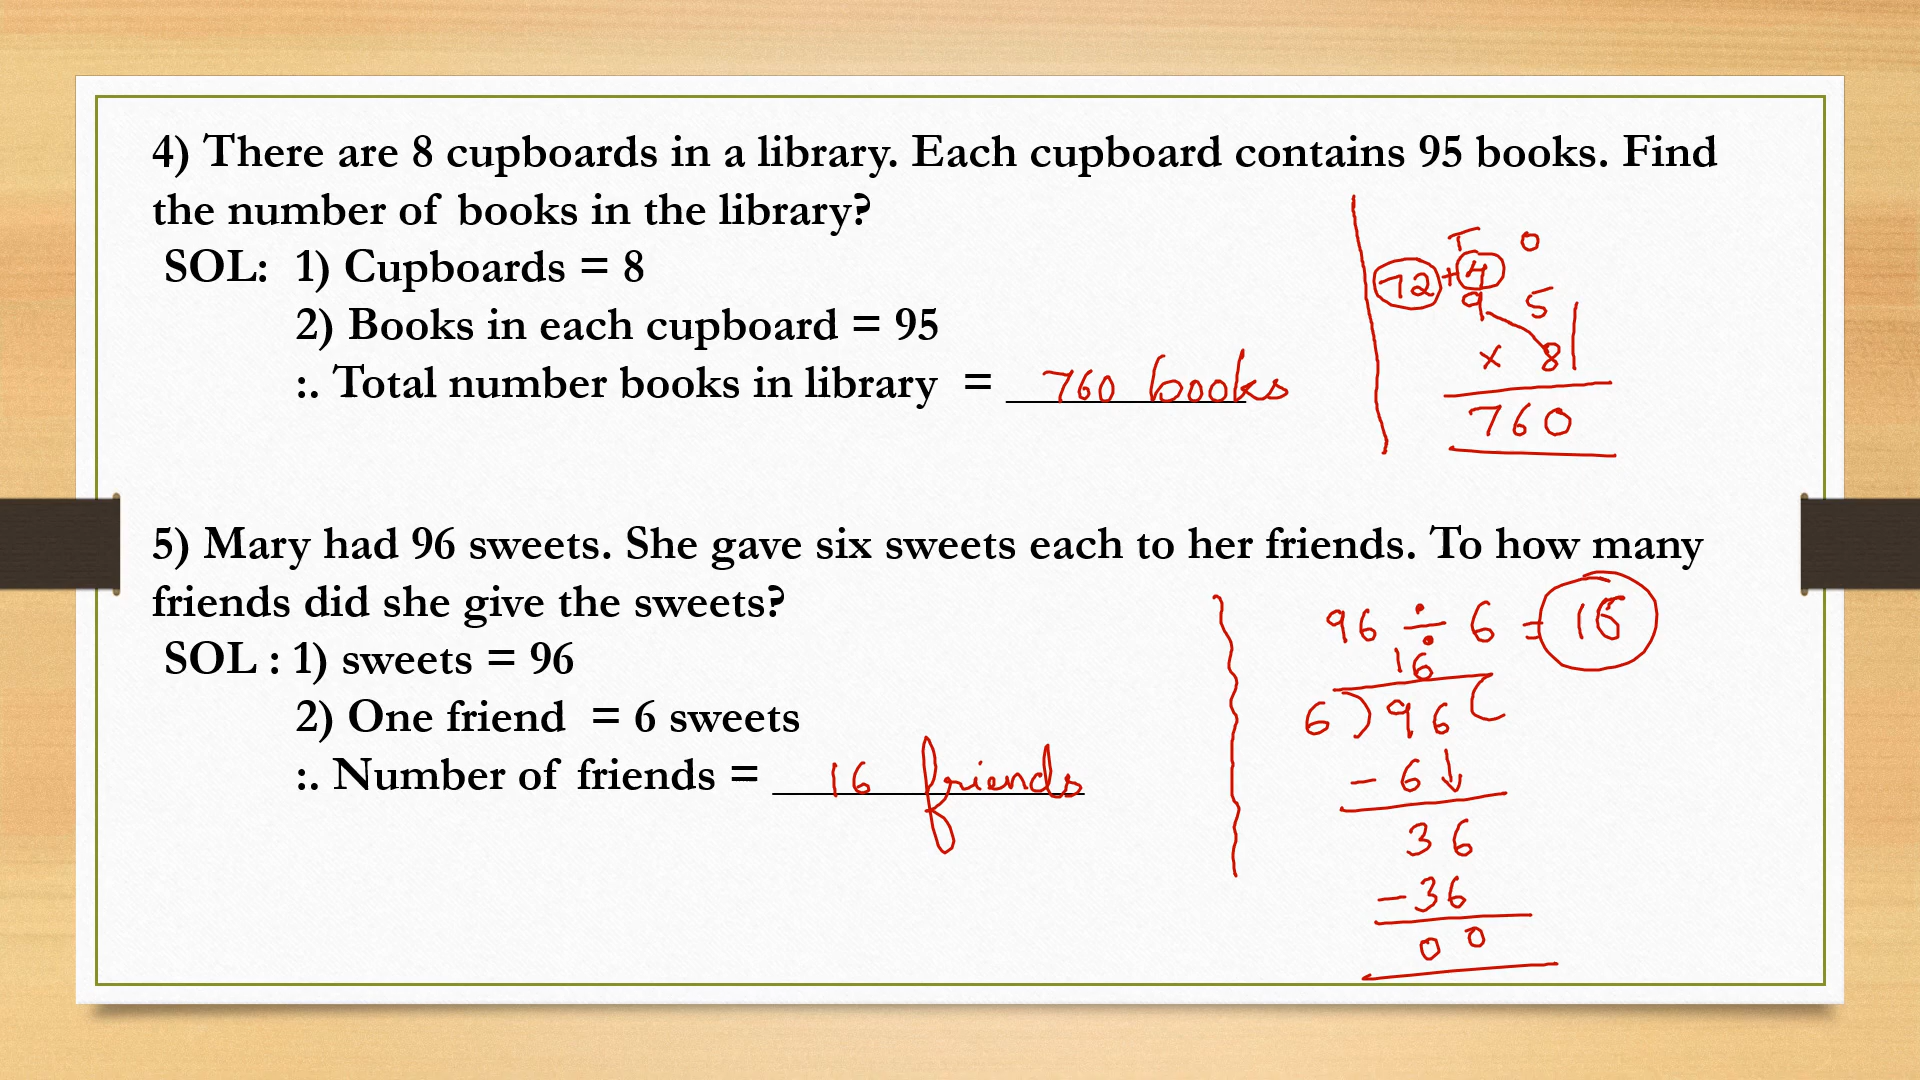 4) There are 8 cupboards in a library. Each cupboard contains 95 books. Find
the number of books in the library?
SOL: 1) Cupboards = 8
2) Books in each cupboard = 95
:. Total number books in library = 760 books
T 0
72 + 4
9 5
× 8
760
5) Mary had 96 sweets. She gave six sweets each to her friends. To how many
friends did she give the sweets?
SOL : 1) sweets = 96
2) One friend = 6 sweets
:. Number of friends = 16 friends
96 ÷ 6 = 16
16
6) 96 (
- 6 ↓
36
- 36
00